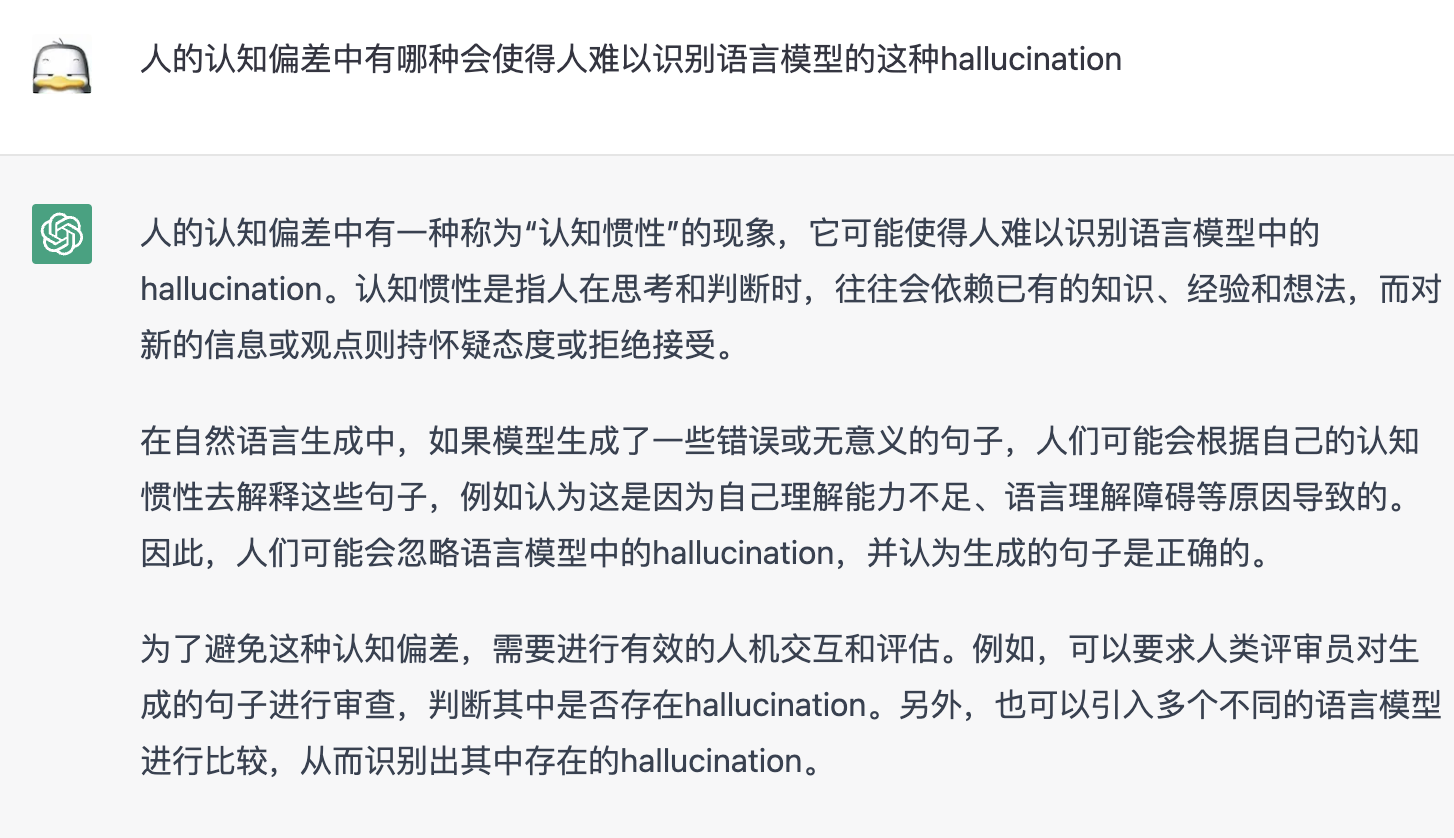 人的认知偏差中有哪种会使得人难以识别语言模型的这种hallucination
人的认知偏差中有一种称为“认知惯性”的现象，它可能使得人难以识别语言模型中的
hallucination。认知惯性是指人在思考和判断时，往往会依赖已有的知识、经验和想法，而对
新的信息或观点则持怀疑态度或拒绝接受。
在自然语言生成中，如果模型生成了一些错误或无意义的句子，人们可能会根据自己的认知
惯性去解释这些句子，例如认为这是因为自己理解能力不足、语言理解障碍等原因导致的。
因此，人们可能会忽略语言模型中的hallucination，并认为生成的句子是正确的。
为了避免这种认知偏差，需要进行有效的人机交互和评估。例如，可以要求人类评审员对生
成的句子进行审查，判断其中是否存在hallucination。另外，也可以引入多个不同的语言模型
进行比较，从而识别出其中存在的hallucination。